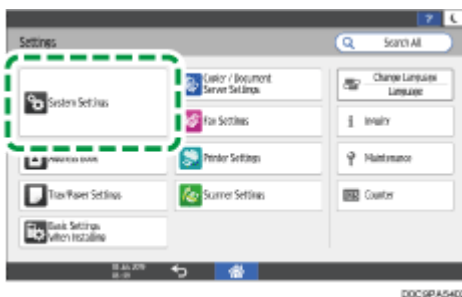 ?
Settings
Search All
System Settings
Copier / Document
Server Settings
Change Language
Language
Fax Settings
i Inquiry
Address Book
Printer Settings
Maintenance
Tray/Paper Settings
Scanner Settings
Counter
Basic Settings
When Installing
D0C9PA5403